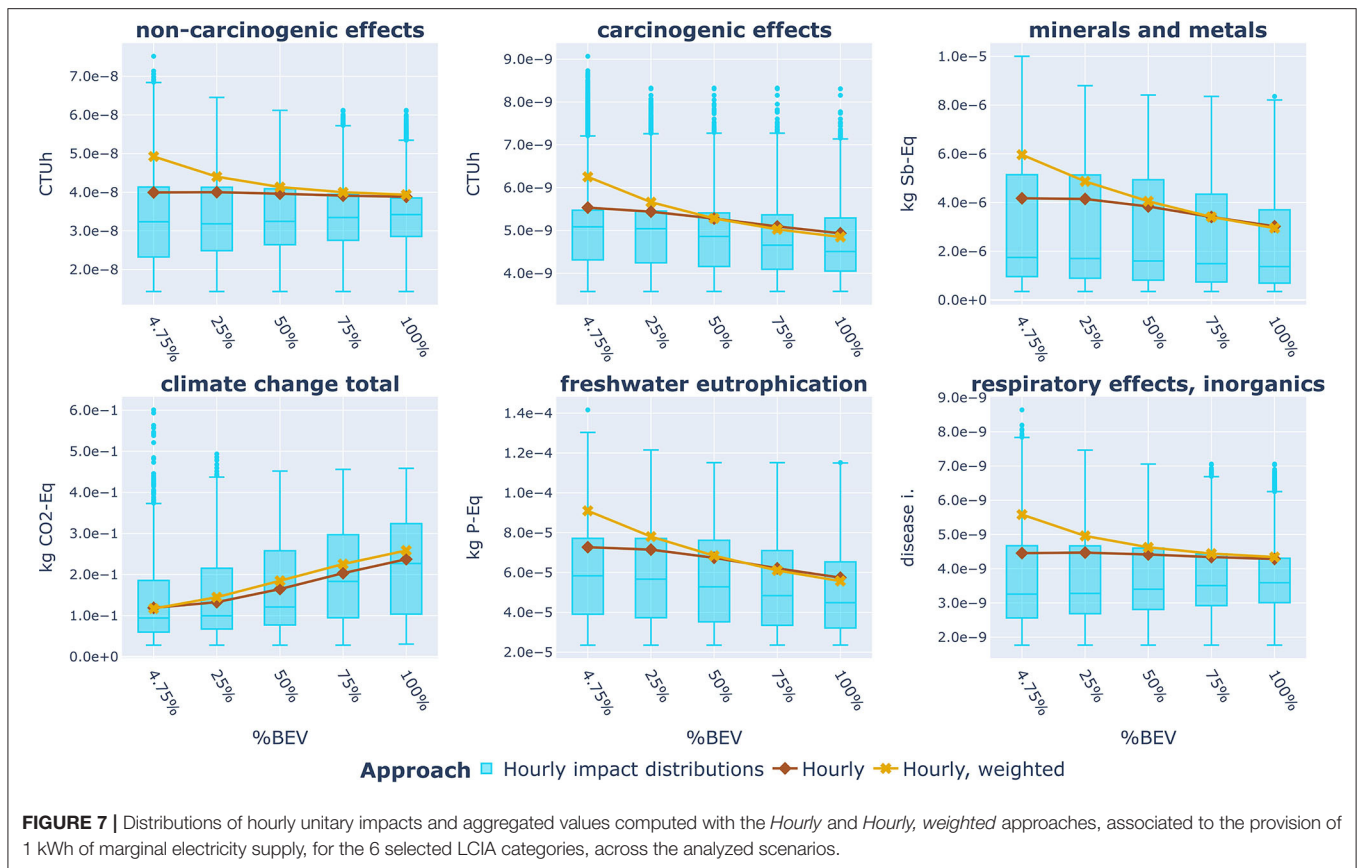 non-carcinogenic effects
carcinogenic effects
minerals and metals
CTUh
7.0e−8
6.0e−8
5.0e−8
4.0e−8
3.0e−8
2.0e−8
4.75%
25%
50%
75%
100%
CTUh
9.0e−9
8.0e−9
7.0e−9
6.0e−9
5.0e−9
4.0e−9
4.75%
25%
50%
75%
100%
kg Sb-Eq
1.0e−5
8.0e−6
6.0e−6
4.0e−6
2.0e−6
0.0e+0
4.75%
25%
50%
75%
100%
climate change total
freshwater eutrophication
respiratory effects, inorganics
kg CO2-Eq
6.0e−1
5.0e−1
4.0e−1
3.0e−1
2.0e−1
1.0e−1
0.0e+0
4.75%
25%
50%
75%
100%
%BEV
kg P-Eq
1.4e−4
1.2e−4
1.0e−4
8.0e−5
6.0e−5
4.0e−5
2.0e−5
4.75%
25%
50%
75%
100%
%BEV
disease i.
9.0e−9
8.0e−9
7.0e−9
6.0e−9
5.0e−9
4.0e−9
3.0e−9
2.0e−9
4.75%
25%
50%
75%
100%
%BEV
Approach Hourly impact distributions Hourly Hourly, weighted
FIGURE 7 | Distributions of hourly unitary impacts and aggregated values computed with the Hourly and Hourly, weighted approaches, associated to the provision of
1 kWh of marginal electricity supply, for the 6 selected LCIA categories, across the analyzed scenarios.